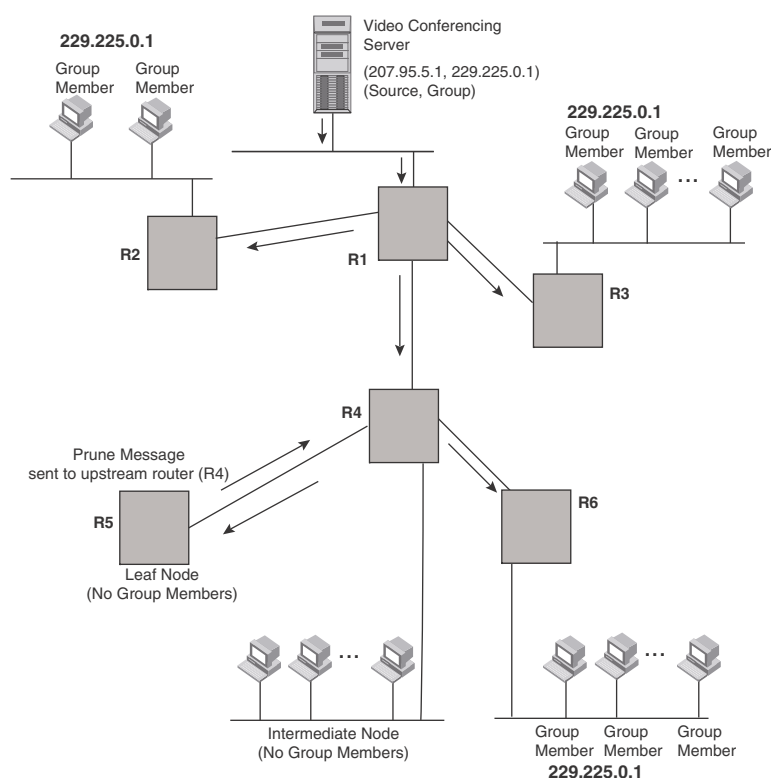 229.225.0.1
Group
Member
Group
Member
Video Conferencing
Server
(207.95.5.1, 229.225.0.1)
(Source, Group)
229.225.0.1
Group
Member
Group
Member
...
Group
Member
R2
R1
R3
R4
Prune Message
sent to upstream router (R4)
R5
R6
Leaf Node
(No Group Members)
...
...
Intermediate Node
(No Group Members)
Group
Member
Group
Member
Group
Member
229.225.0.1